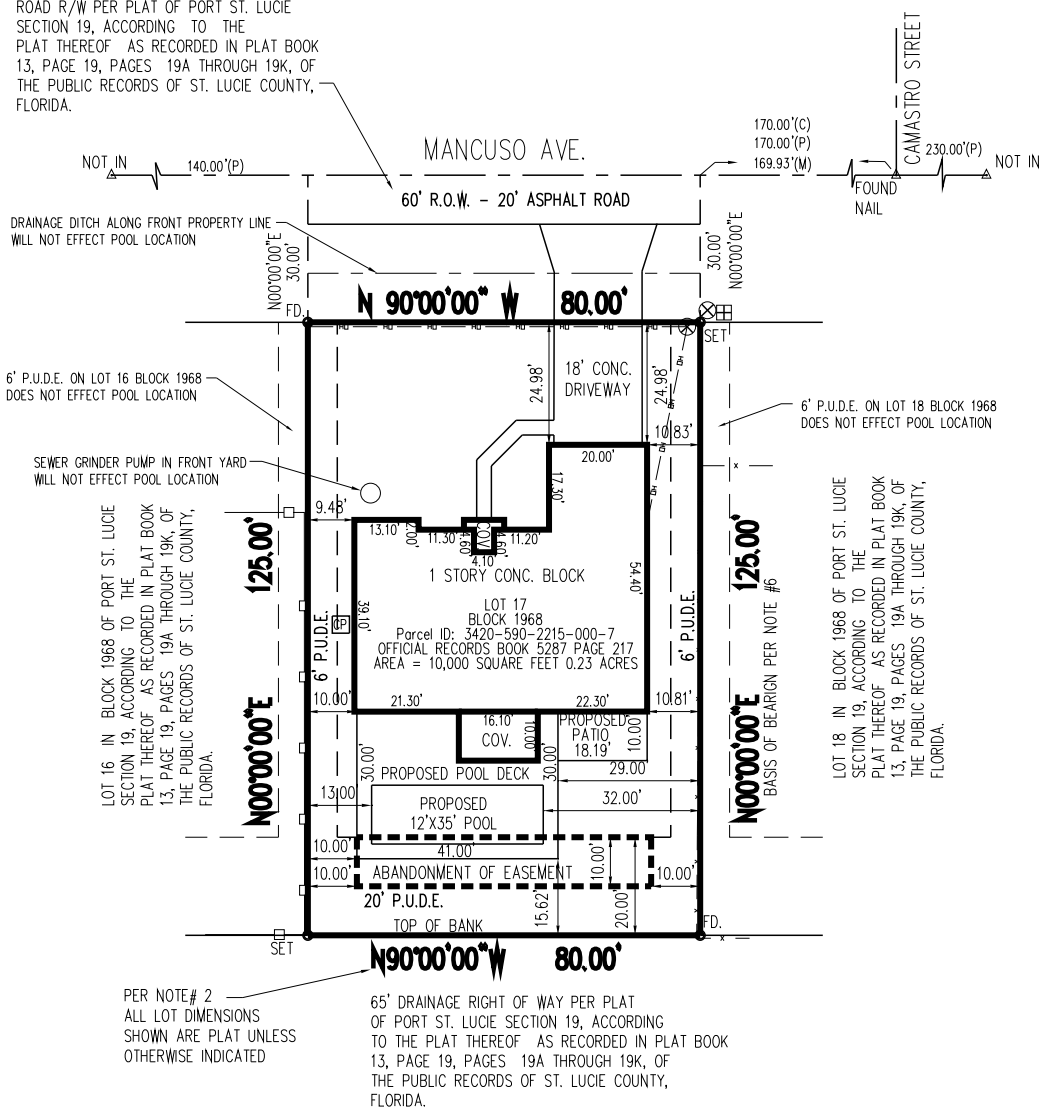 ROAD R/W PER PLAT OF PORT ST. LUCIE
SECTION 19, ACCORDING TO THE
PLAT THEREOF AS RECORDED IN PLAT BOOK
13, PAGE 19, PAGES 19A THROUGH 19K, OF
THE PUBLIC RECORDS OF ST. LUCIE COUNTY,
FLORIDA.
CAMASTRO STREET
MANCUSO AVE.
170.00'(C)
170.00'(P)
169.93'(M)
NOT IN
140.00'(P)
230.00'(P)
NOT IN
FOUND
NAIL
60' R.O.W. - 20' ASPHALT ROAD
DRAINAGE DITCH ALONG FRONT PROPERTY LINE
WILL NOT EFFECT POOL LOCATION
N00°00'00"E
30.00'
30.00'
N00°00'00"E
FD.
N 90°00'00" W 80.00'
SET
24.98'
18' CONC.
DRIVEWAY
24.98'
DH
DH
DH
DH
6' P.U.D.E. ON LOT 16 BLOCK 1968
DOES NOT EFFECT POOL LOCATION
6' P.U.D.E. ON LOT 18 BLOCK 1968
DOES NOT EFFECT POOL LOCATION
10.83'
20.00'
17.30'
SEWER GRINDER PUMP IN FRONT YARD
WILL NOT EFFECT POOL LOCATION
9.48'
13.10'
2.00'
11.30'
4.60'
COV.
4.60'
11.20'
4.10'
1 STORY CONC. BLOCK
54.40'
LOT 17
BLOCK 1968
Parcel ID: 3420-590-2215-000-7
OFFICIAL RECORDS BOOK 5287 PAGE 217
AREA = 10,000 SQUARE FEET 0.23 ACRES
39.10'
CP
6' P.U.D.E.
6' P.U.D.E.
LOT 16 IN BLOCK 1968 OF PORT ST. LUCIE
SECTION 19, ACCORDING TO THE
PLAT THEREOF AS RECORDED IN PLAT BOOK
13, PAGE 19, PAGES 19A THROUGH 19K, OF
THE PUBLIC RECORDS OF ST. LUCIE COUNTY,
FLORIDA.
N00°00'00"E 125.00'
N00°00'00"E 125.00'
BASIS OF BEARIGN PER NOTE #6
LOT 18 IN BLOCK 1968 OF PORT ST. LUCIE
SECTION 19, ACCORDING TO THE
PLAT THEREOF AS RECORDED IN PLAT BOOK
13, PAGE 19, PAGES 19A THROUGH 19K, OF
THE PUBLIC RECORDS OF ST. LUCIE COUNTY,
FLORIDA.
10.00'
21.30'
22.30'
10.81'
16.10'
COV.
10.00'
PROPOSED
PATIO
18.19'
10.00'
30.00'
30.00'
PROPOSED POOL DECK
29.00'
13.00
32.00'
PROPOSED
12'X35' POOL
10.00'
41.00'
10.00'
ABANDONMENT OF EASEMENT
10.00'
10.00'
20' P.U.D.E.
15.62'
20.00'
TOP OF BANK
FD.
SET
N90°00'00" W 80.00'
PER NOTE# 2
ALL LOT DIMENSIONS
SHOWN ARE PLAT UNLESS
OTHERWISE INDICATED
65' DRAINAGE RIGHT OF WAY PER PLAT
OF PORT ST. LUCIE SECTION 19, ACCORDING
TO THE PLAT THEREOF AS RECORDED IN PLAT BOOK
13, PAGE 19, PAGES 19A THROUGH 19K, OF
THE PUBLIC RECORDS OF ST. LUCIE COUNTY,
FLORIDA.